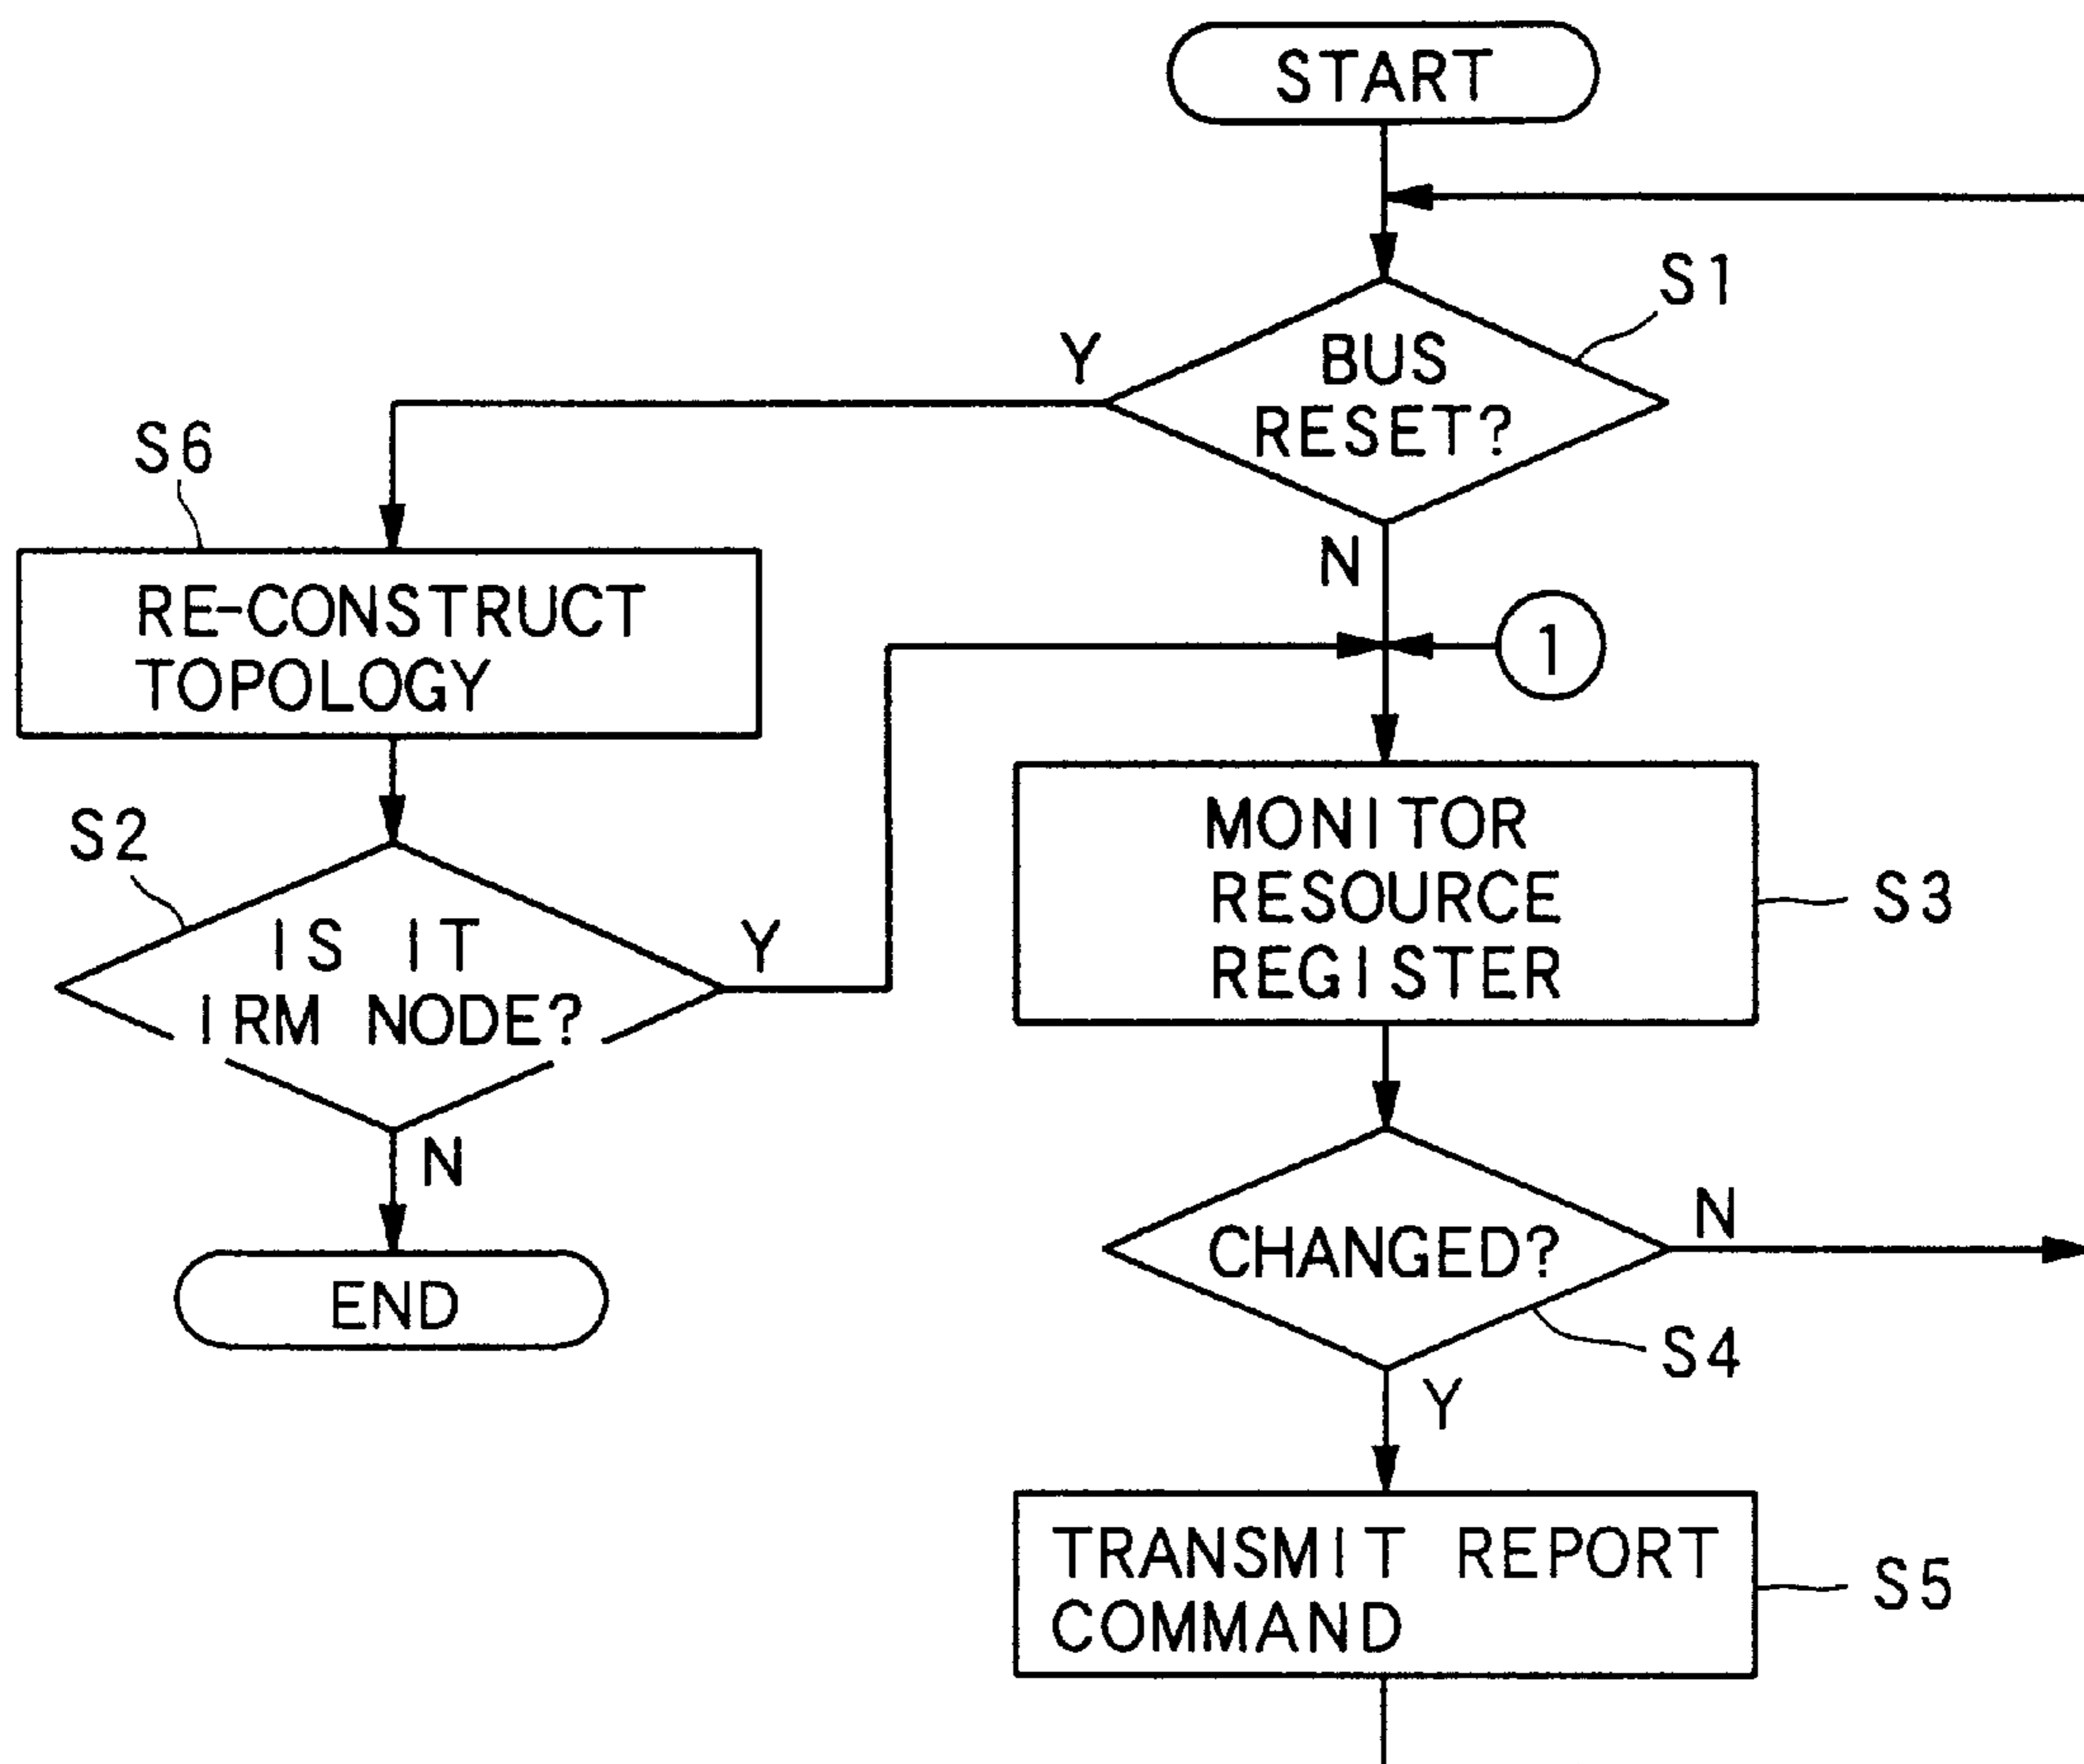 START
S1
Y
BUS
RESET?
S6
N
1
RE-CONSTRUCT
TOPOLOGY
MONITOR
RESOURCE
REGISTER
S3
S2
IS IT
IRM NODE?
Y
N
END
CHANGED?
N
S4
Y
TRANSMIT REPORT
COMMAND
S5